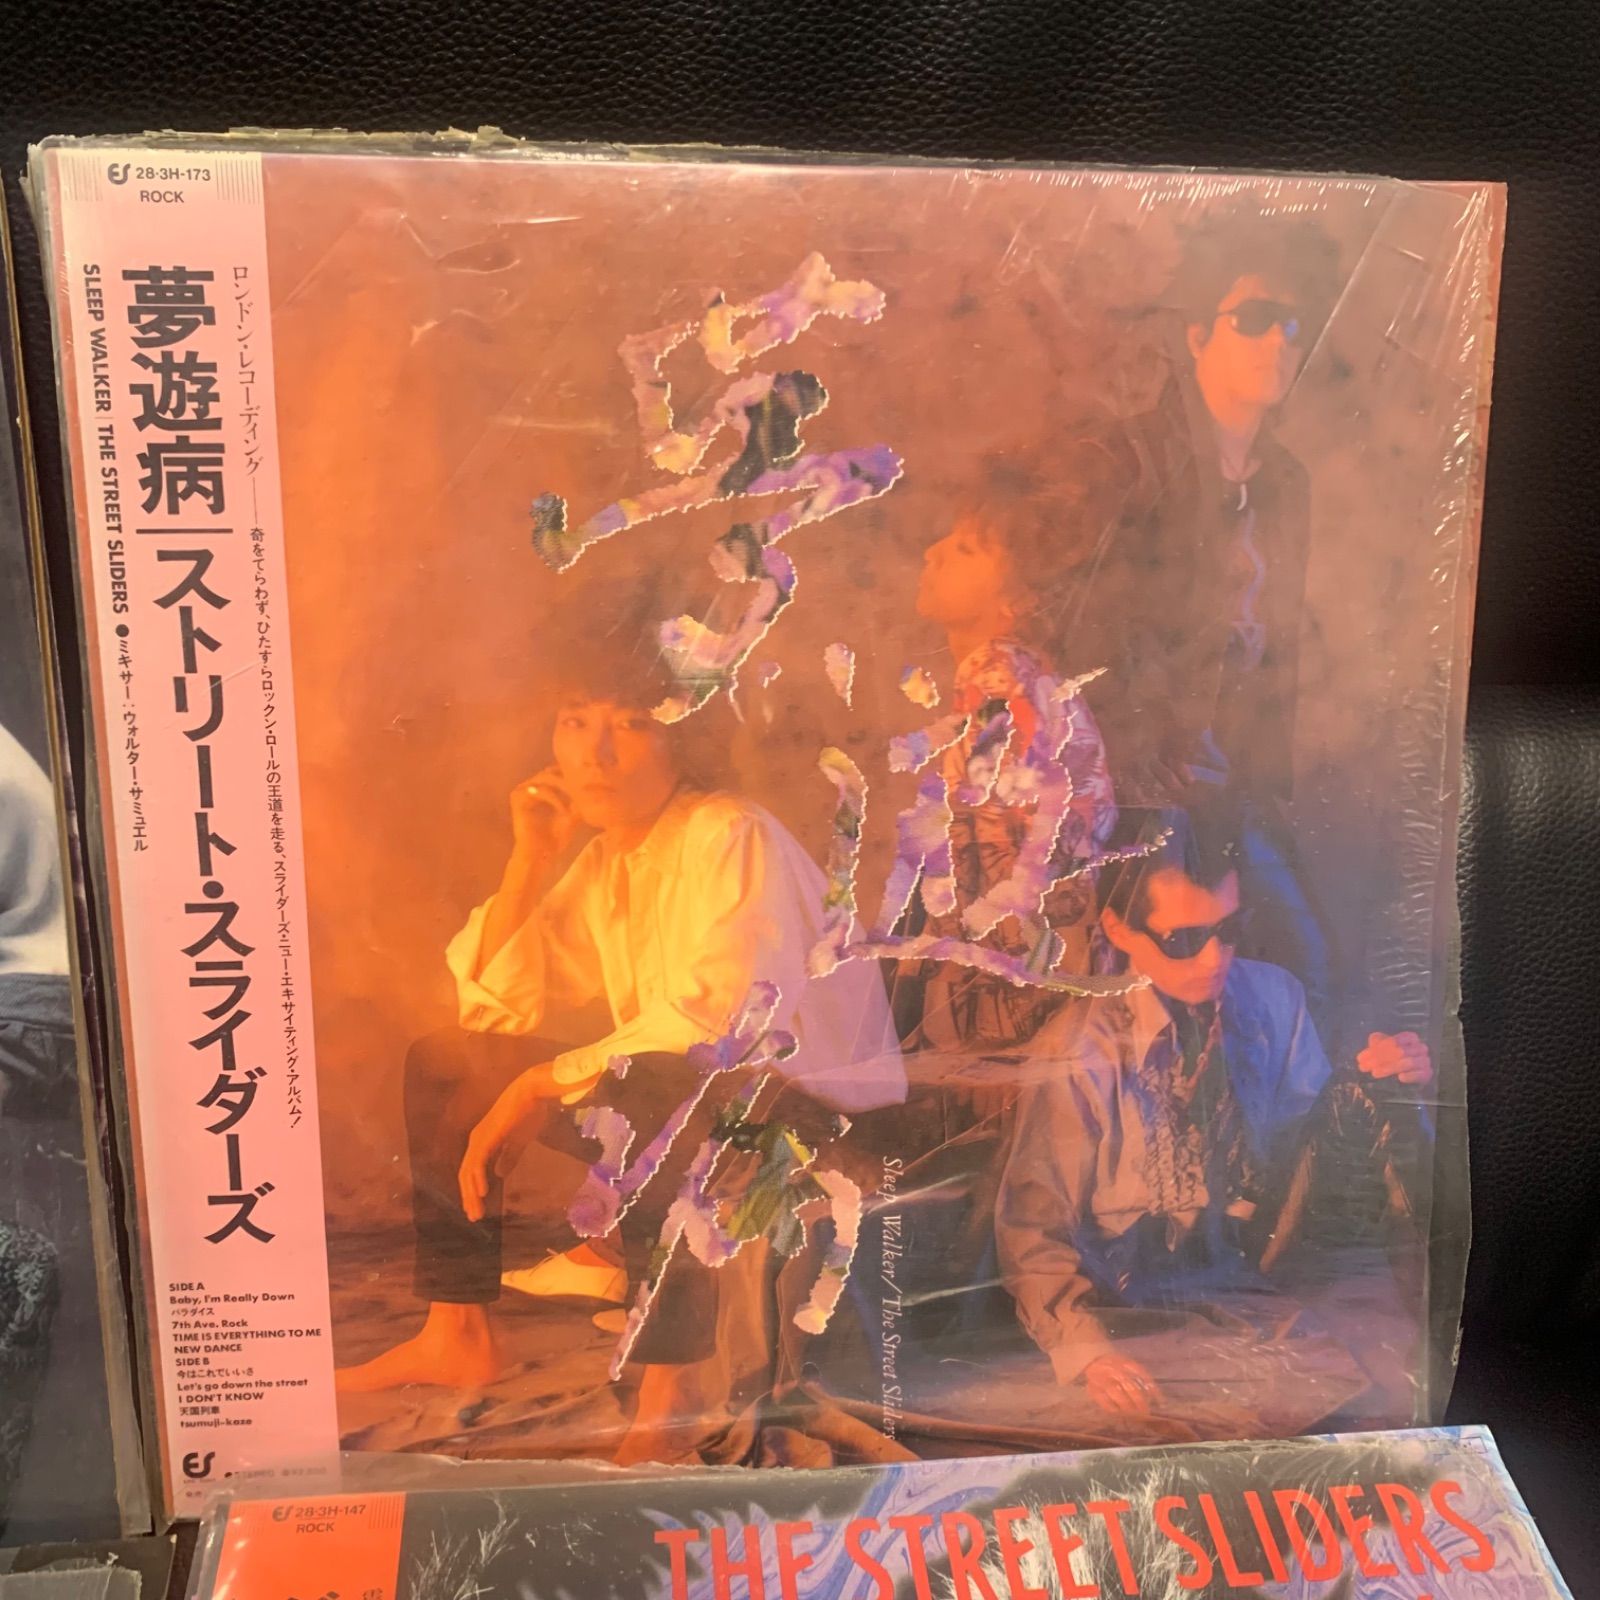 ES 28・3H-173
ROCK
ロンドン・レコーディング——奇をてらわず、ひたすらロックン・ロールの王道を走る、スライダーズ・ニュー・エキサイティング・アルバム!
夢遊病|ストリート・スライダーズ
SLEEP WALKER | THE STREET SLIDERS ●ミキサー:ウォルター・サミュエル
SIDE A
Baby, I'm Really Down
パラダイス
7th Ave. Rock
TIME IS EVERYTHING TO ME
NEW DANCE
SIDE B
今はこれでいいさ
Let's go down the street
I DON'T KNOW
天国列車
tsumuji-kaze
ES
●STEREO
夢遊病
Sleep Walker/The Street Sliders
ES 28・3H-147
ROCK
THE STREET SLIDERS